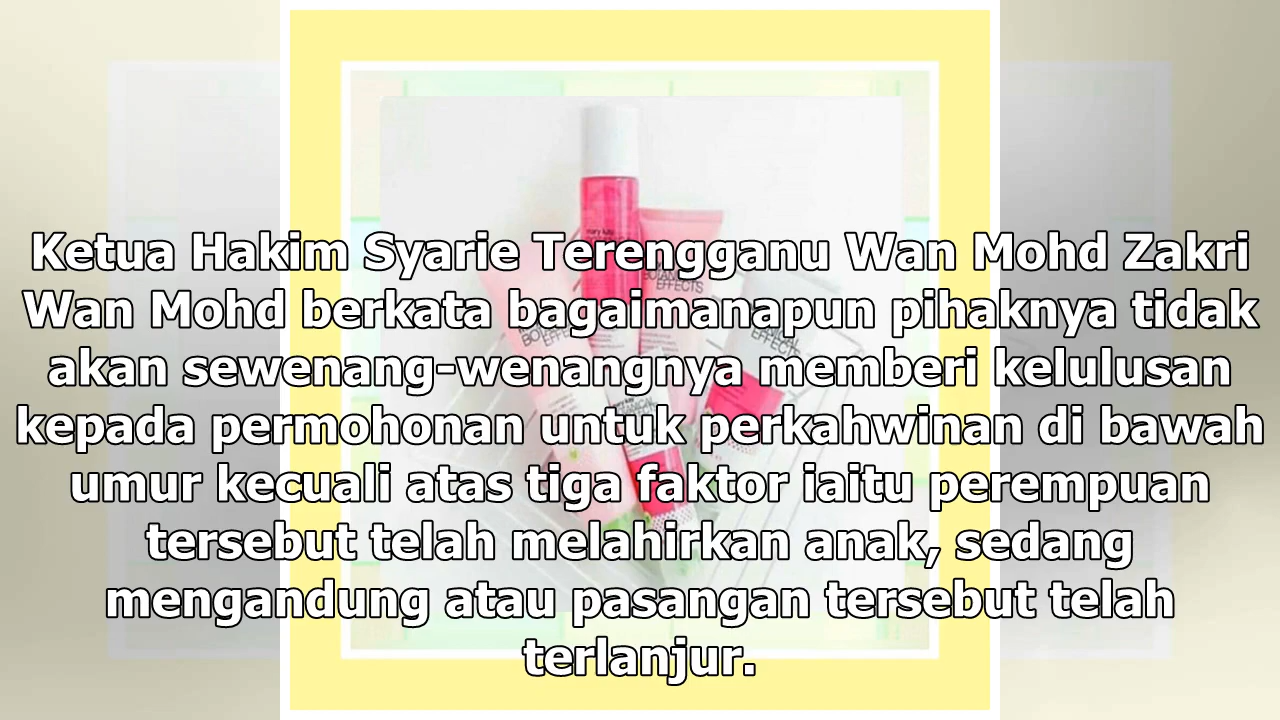 Ketua Hakim Syarie Terengganu Wan Mohd Zakri
Wan Mohd berkata bagaimanapun pihaknya tidak
akan sewenang-wenangnya memberi kelulusan
kepada permohonan untuk perkahwinan di bawah
umur kecuali atas tiga faktor iaitu perempuan
tersebut telah melahirkan anak, sedang
mengandung atau pasangan tersebut telah
terlanjur.
BOTANICAL
EFFECTS